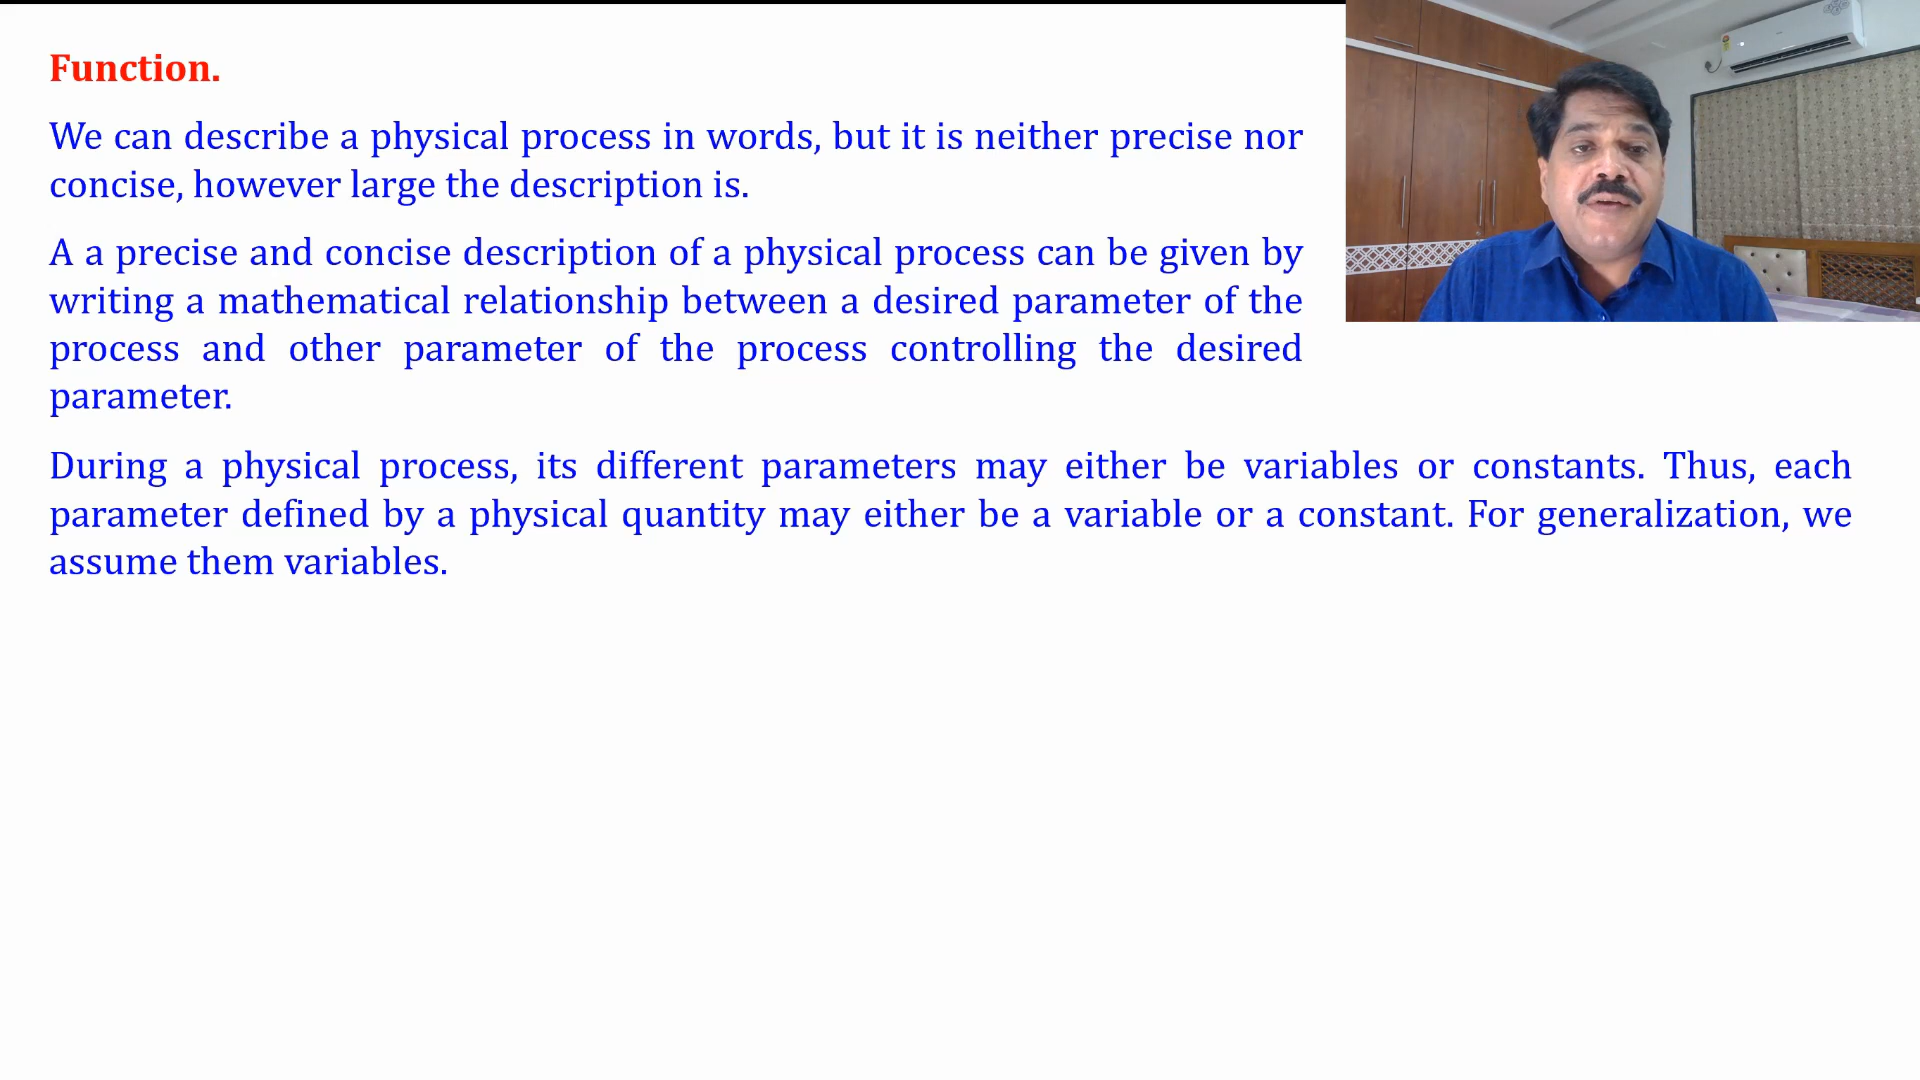 Function.
We can describe a physical process in words, but it is neither precise nor
concise, however large the description is.
A a precise and concise description of a physical process can be given by
writing a mathematical relationship between a desired parameter of the
process and other parameter of the process controlling the desired
parameter.
During a physical process, its different parameters may either be variables or constants. Thus, each
parameter defined by a physical quantity may either be a variable or a constant. For generalization, we
assume them variables.